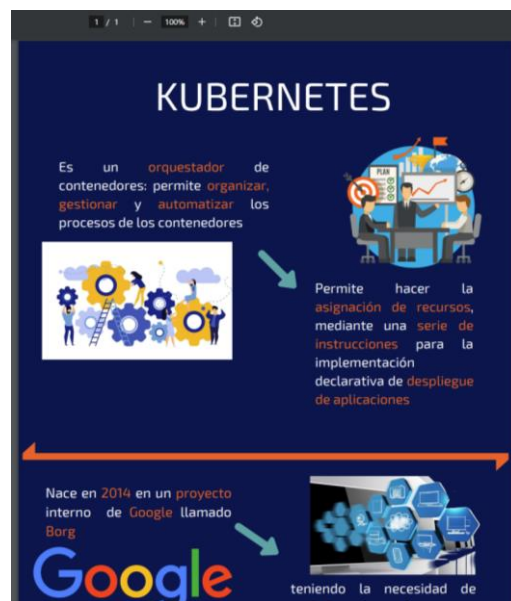 1 / 1 — 100% +
KUBERNETES
Es un orquestador de
contenedores: permite organizar,
gestionar y automatizar los
procesos de los contenedores
PLAN
Permite hacer la
asignación de recursos,
mediante una serie de
instrucciones para la
implementación
declarativa de despliegue
de aplicaciones
Nace en 2014 en un proyecto
interno de Google llamado
Borg
Google
teniendo la necesidad de